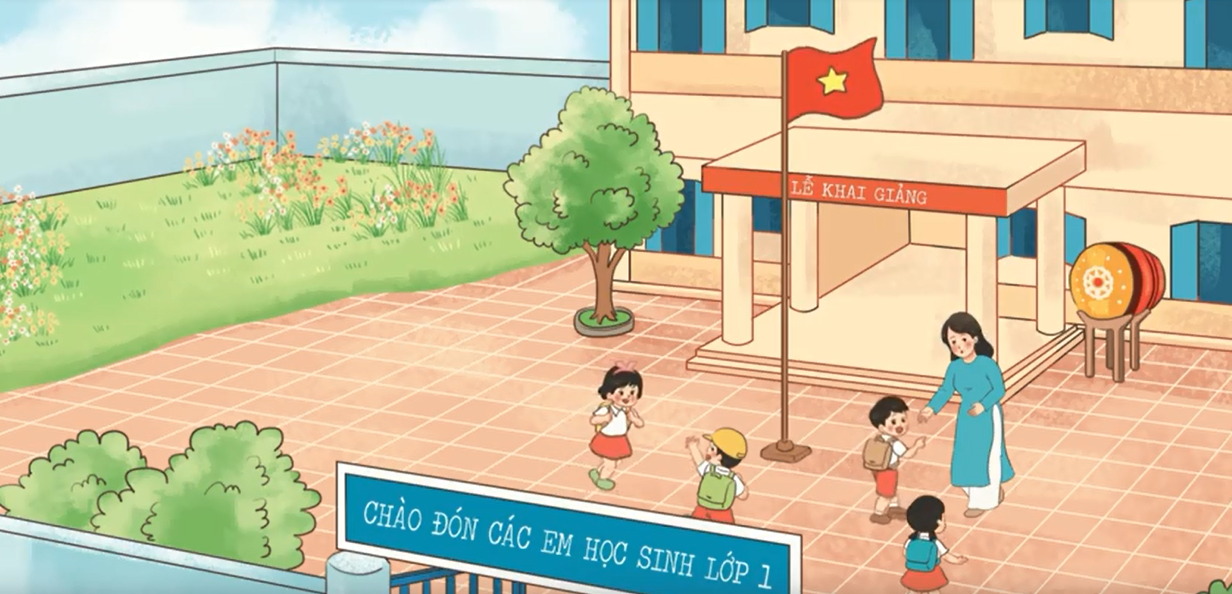 LỄ KHAI GIẢNG
CHÀO ĐÓN CÁC EM HỌC SINH LỚP 1